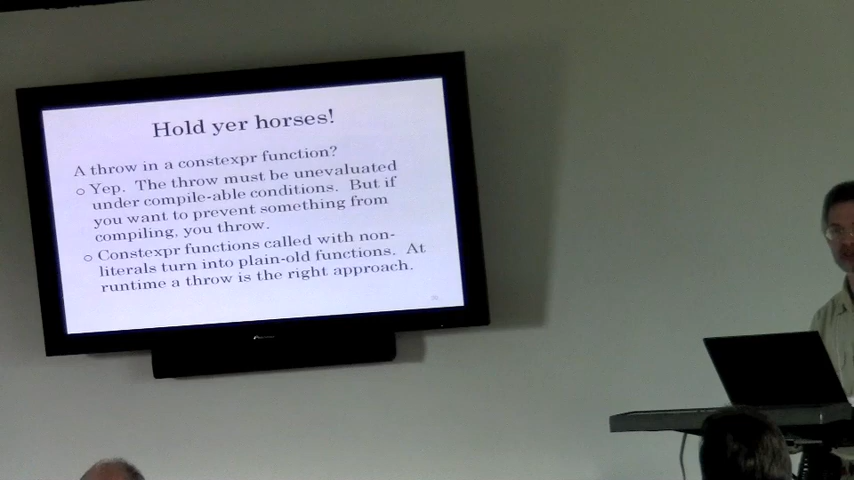 Hold yer horses!
A throw in a constexpr function?
○ Yep. The throw must be unevaluated
under compile-able conditions. But if
you want to prevent something from
compiling, you throw.
○ Constexpr functions called with non-
literals turn into plain-old functions. At
runtime a throw is the right approach.